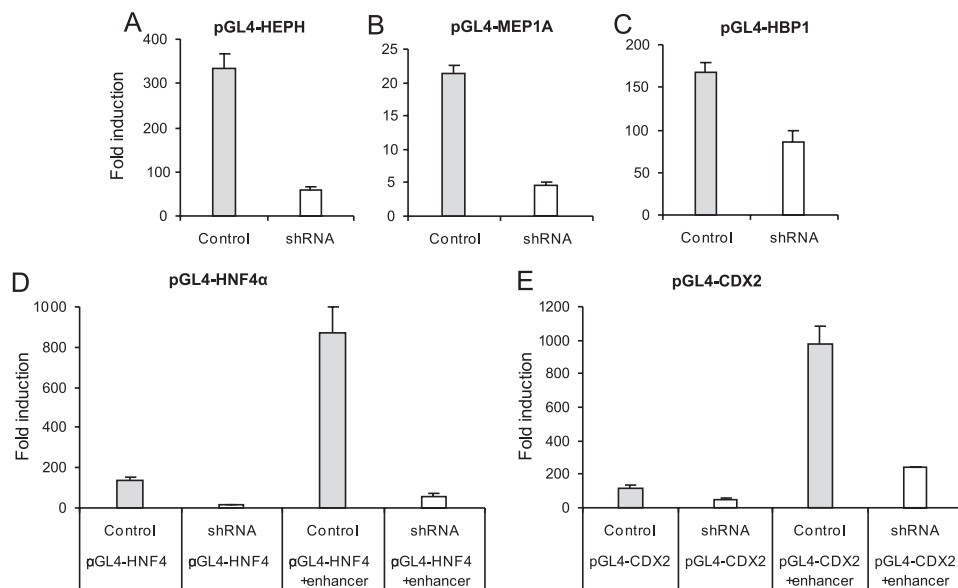 A
pGL4-HEPH
Fold induction
400
300
200
100
0
Control shRNA
B
pGL4-MEP1A
25
20
15
10
5
0
Control shRNA
C
pGL4-HBP1
200
150
100
50
0
Control shRNA
D
pGL4-HNF4α
Fold induction
1000
800
600
400
200
0
Control shRNA Control shRNA
pGL4-HNF4 pGL4-HNF4 pGL4-HNF4 pGL4-HNF4
+enhancer +enhancer
E
pGL4-CDX2
Fold induction
1200
1000
800
600
400
200
0
Control shRNA Control shRNA
pGL4-CDX2 pGL4-CDX2 pGL4-CDX2 pGL4-CDX2
+enhancer +enhancer